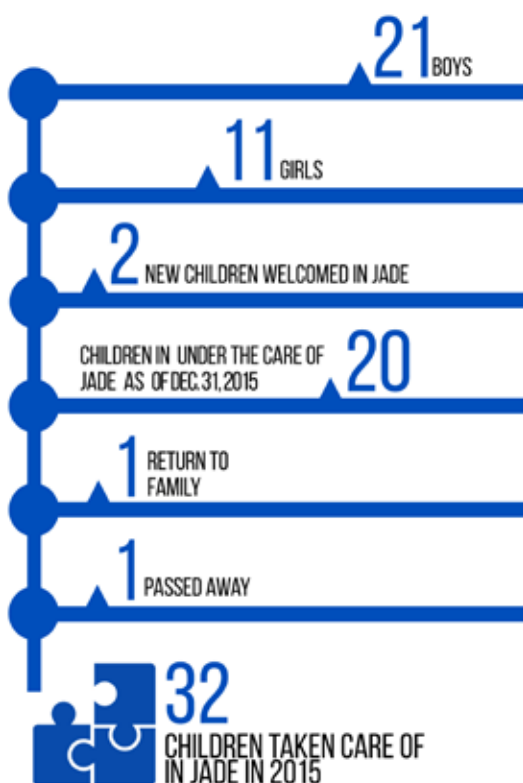 21 BOYS
11 GIRLS
2 NEW CHILDREN WELCOMED IN JADE
CHILDREN IN UNDER THE CARE OF
JADE AS OF DEC. 31, 2015 20
1 RETURN TO
FAMILY
1 PASSED AWAY
32
CHILDREN TAKEN CARE OF
IN JADE IN 2015